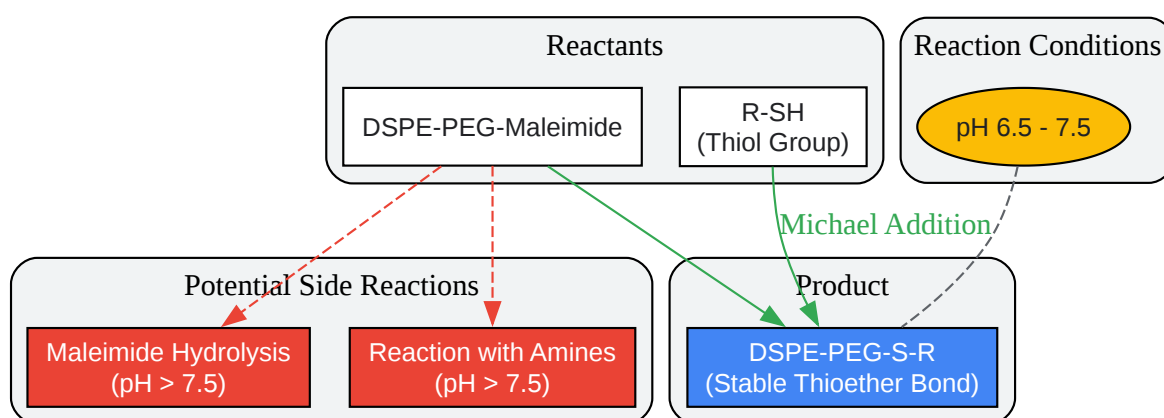 Reactants
Reaction Conditions
DSPE-PEG-Maleimide
R-SH
(Thiol Group)
pH 6.5 - 7.5
Michael Addition
Potential Side Reactions
Product
Maleimide Hydrolysis
(pH > 7.5)
Reaction with Amines
(pH > 7.5)
DSPE-PEG-S-R
(Stable Thioether Bond)